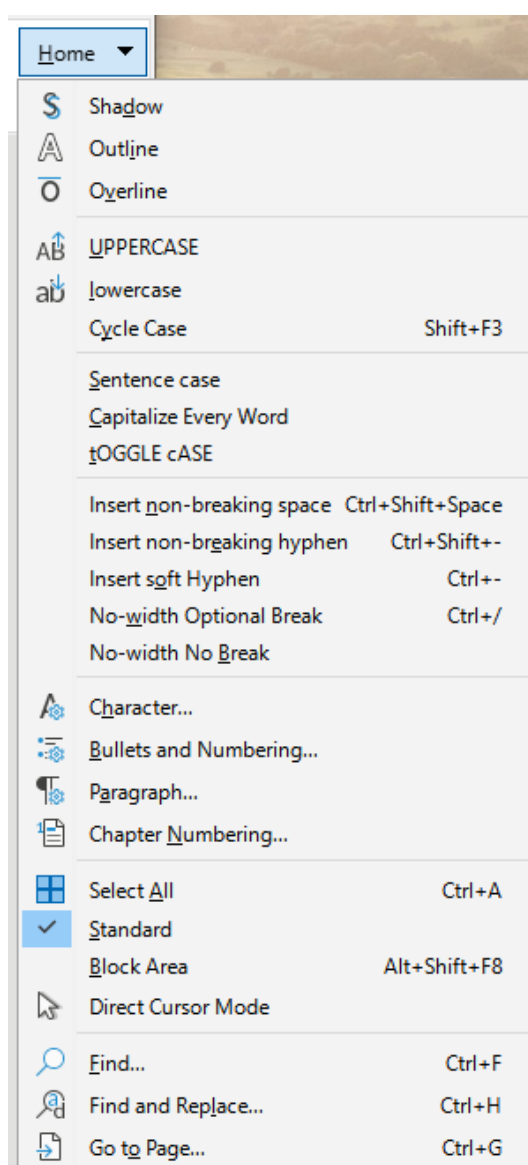 Home
Shadow
Outline
Overline
UPPERCASE
lowercase
Cycle Case Shift+F3
Sentence case
Capitalize Every Word
tOGGLE cASE
Insert non-breaking space Ctrl+Shift+Space
Insert non-breaking hyphen Ctrl+Shift+-
Insert soft Hyphen Ctrl+-
No-width Optional Break Ctrl+/
No-width No Break
Character...
Bullets and Numbering...
Paragraph...
Chapter Numbering...
Select All Ctrl+A
Standard
Block Area Alt+Shift+F8
Direct Cursor Mode
Find... Ctrl+F
Find and Replace... Ctrl+H
Go to Page... Ctrl+G